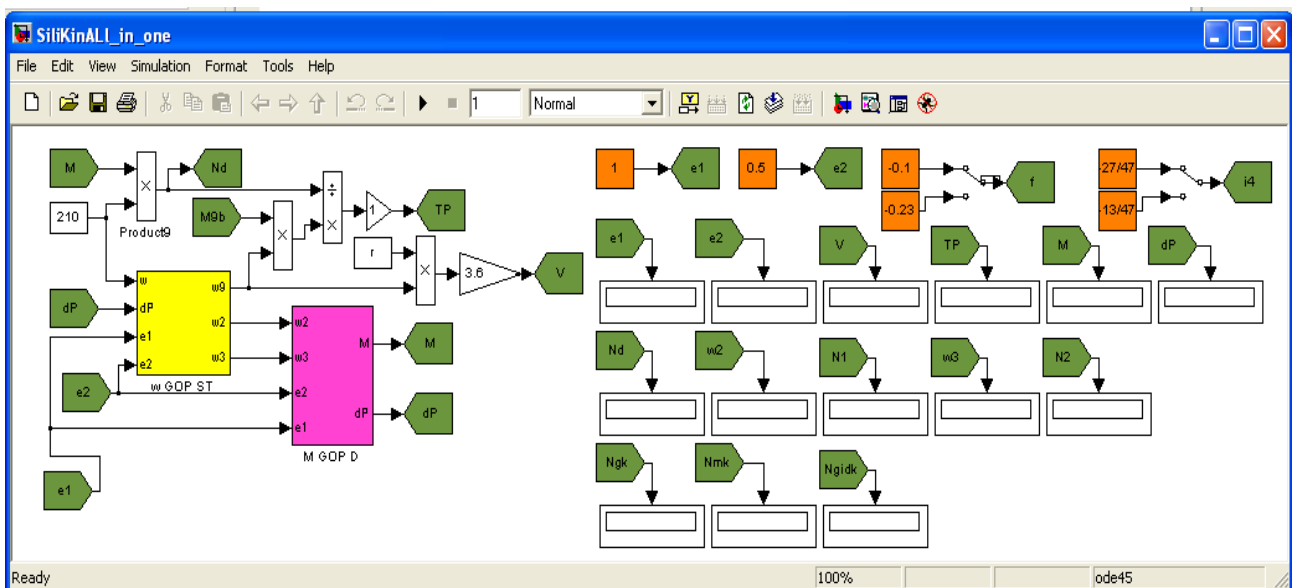 SiliKinALl_in_one
File Edit View Simulation Format Tools Help
1 Normal
M Nd
210
Product9
M9b
÷
×
1
TP
r
3.6
V
w w9
dP
dP
e1 w2
e2 w3
w GOP ST
e2
e1
w2
w3
e2
e1
M
dP
M GOP D
M
dP
1 e1 0.5 e2 -0.1 f -27/47 i4
-0.23 -13/47
e1 e2 V TP M dP
Nd w2 N1 w3 N2
Ngk Nmk Ngidk
Ready 100% ode45